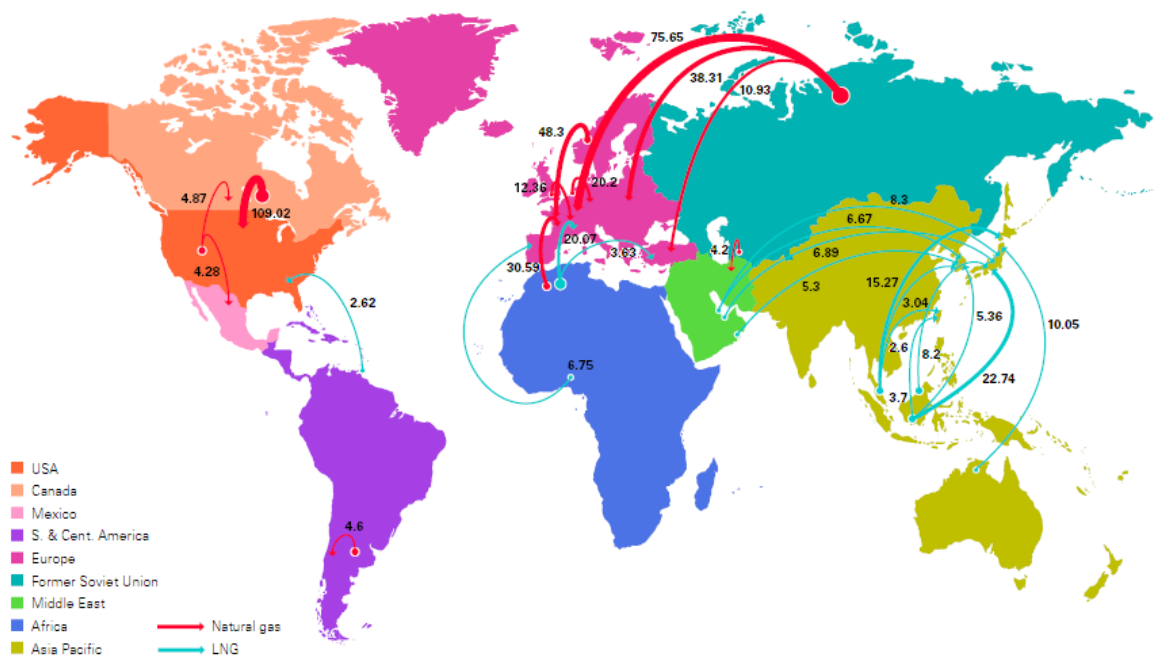 75.65
38.31
10.93
48.3
12.36
20.2
4.87
109.02
8.3
6.67
20.07
3.63
4.2
6.89
30.59
4.28
15.27
5.3
2.62
3.04
5.36
10.05
2.6
8.2
6.75
22.74
3.7
4.6
USA
Canada
Mexico
S. & Cent. America
Europe
Former Soviet Union
Middle East
Africa
Natural gas
Asia Pacific
LNG